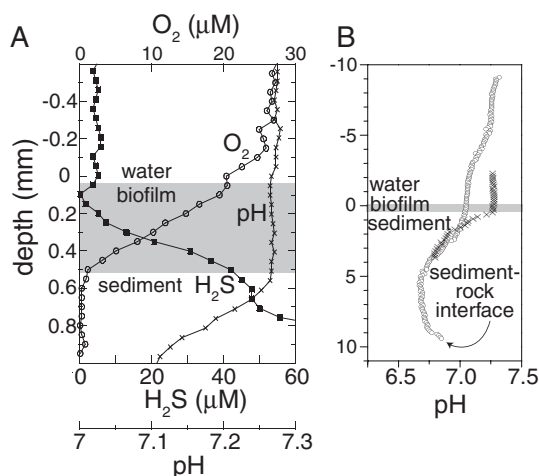 A
O₂ (μM)
0 10 20 30
-0.4
-0.2
0
0.2
0.4
0.6
0.8
depth (mm)
O₂
water
biofilm
pH
sediment
H₂S
0 20 40 60
H₂S (μM)
7 7.1 7.2 7.3
pH
B
-10
-5
0
5
10
water
biofilm
sediment
sediment-
rock
interface
6.5 7.0 7.5
pH